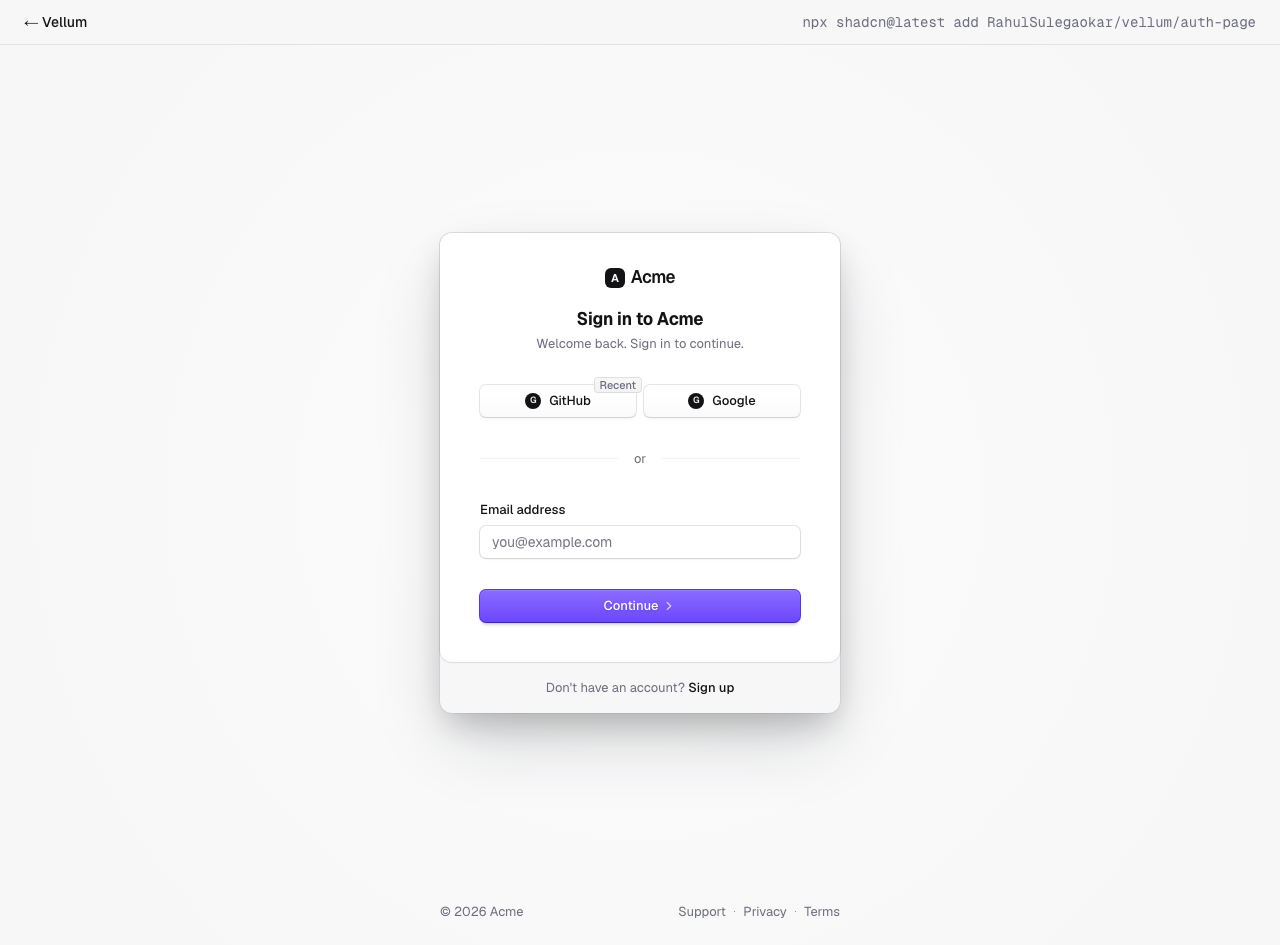 ← Vellum
npx shadcn@latest add RahulSulegaokar/vellum/auth-page
A Acme
Sign in to Acme
Welcome back. Sign in to continue.
Recent
G GitHub
G Google
or
Email address
you@example.com
Continue >
Don't have an account? Sign up
© 2026 Acme
Support · Privacy · Terms